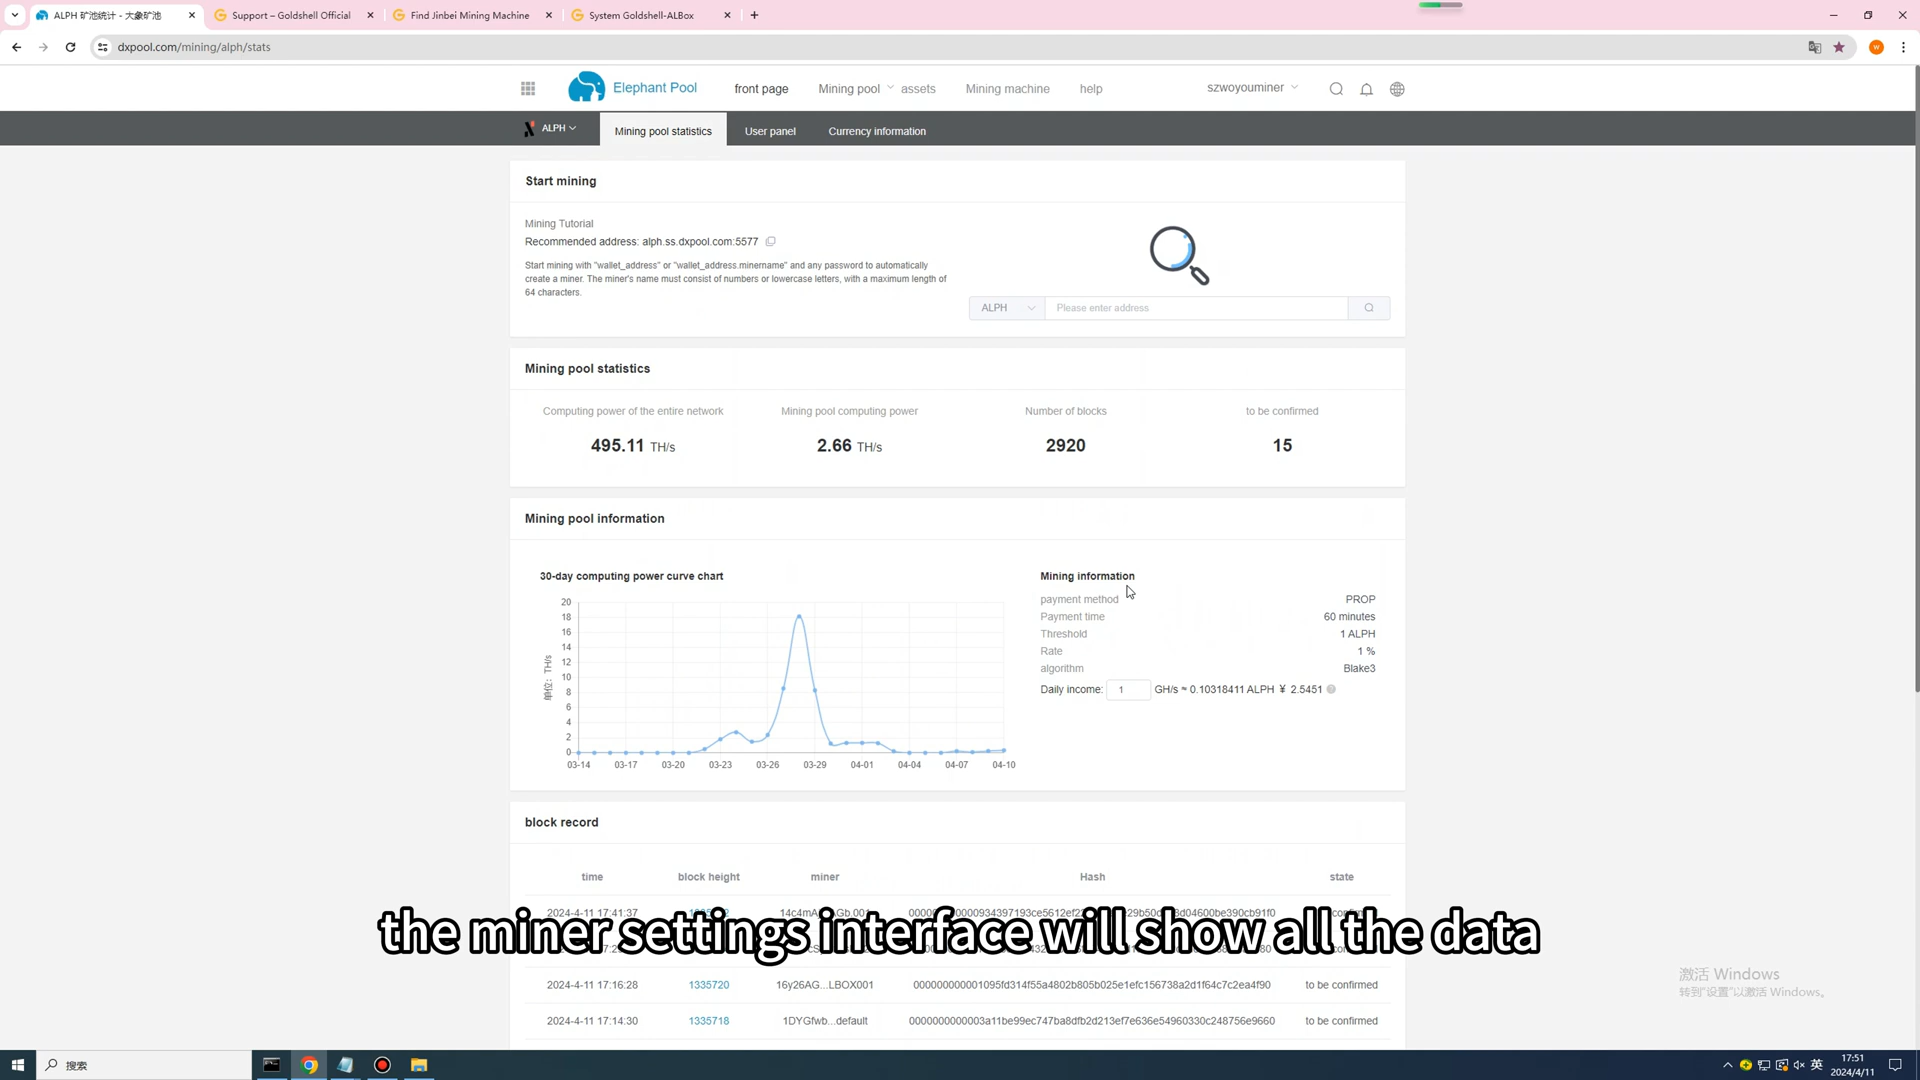 ALPH 矿池统计 - 大象矿池
Support – Goldshell Official
Find Jinbei Mining Machine
System Goldshell-ALBox
dxpool.com/mining/alph/stats
W
Elephant Pool
front page
Mining pool
assets
Mining machine
help
szwoyouminer
ALPH
Mining pool statistics
User panel
Currency information
Start mining
Mining Tutorial
Recommended address: alph.ss.dxpool.com:5577
Start mining with "wallet_address" or "wallet_address.minername" and any password to automatically
create a miner. The miner's name must consist of numbers or lowercase letters, with a maximum length of
64 characters.
ALPH
Please enter address
Mining pool statistics
Computing power of the entire network
Mining pool computing power
Number of blocks
to be confirmed
495.11 TH/s
2.66 TH/s
2920
15
Mining pool information
30-day computing power curve chart
单位：TH/s
20
18
16
14
12
10
8
6
4
2
0
03-14 03-17 03-20 03-23 03-26 03-29 04-01 04-04 04-07 04-10
Mining information
payment method PROP
Payment time 60 minutes
Threshold 1 ALPH
Rate 1 %
algorithm Blake3
Daily income: 1 GH/s ≈ 0.10318411 ALPH ¥ 2.5451
block record
time block height miner Hash state
2024-4-11 17:41:37
the miner settings interface will show all the data
2024-4-11 17:16:28 1335720 16y26AG...LBOX001 to be confirmed
2024-4-11 17:14:30 1335718 1DYGfwb...default to be confirmed
激活 Windows
转到"设置"以激活 Windows。
搜索
英
17:51
2024/4/11